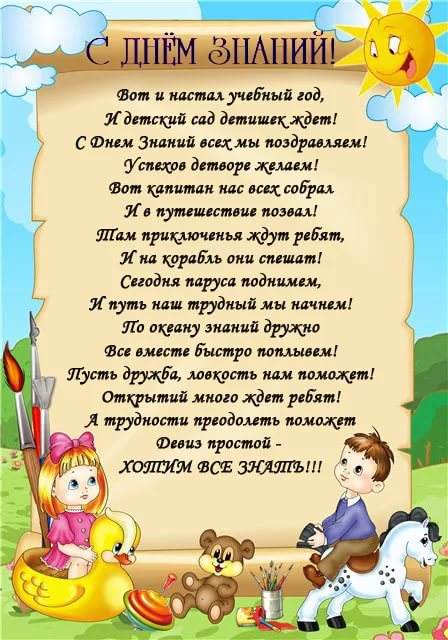 С ДНЁМ ЗНАНИЙ!
Вот и настал учебный год,
И детский сад детишек ждет!
С Днем Знаний всех мы поздравляем!
Успехов детворе желаем!
Вот капитан нас всех собрал
И в путешествие позвал!
Там приключенья ждут ребят,
И на корабль они спешат!
Сегодня паруса поднимем,
И путь наш трудный мы начнем!
По океану знаний дружно
Все вместе быстро поплывем!
Пусть дружба, ловкость нам поможет!
Открытий много ждет ребят!
А трудности преодолеть поможет
Девиз простой -
ХОТИМ ВСЕ ЗНАТЬ!!!